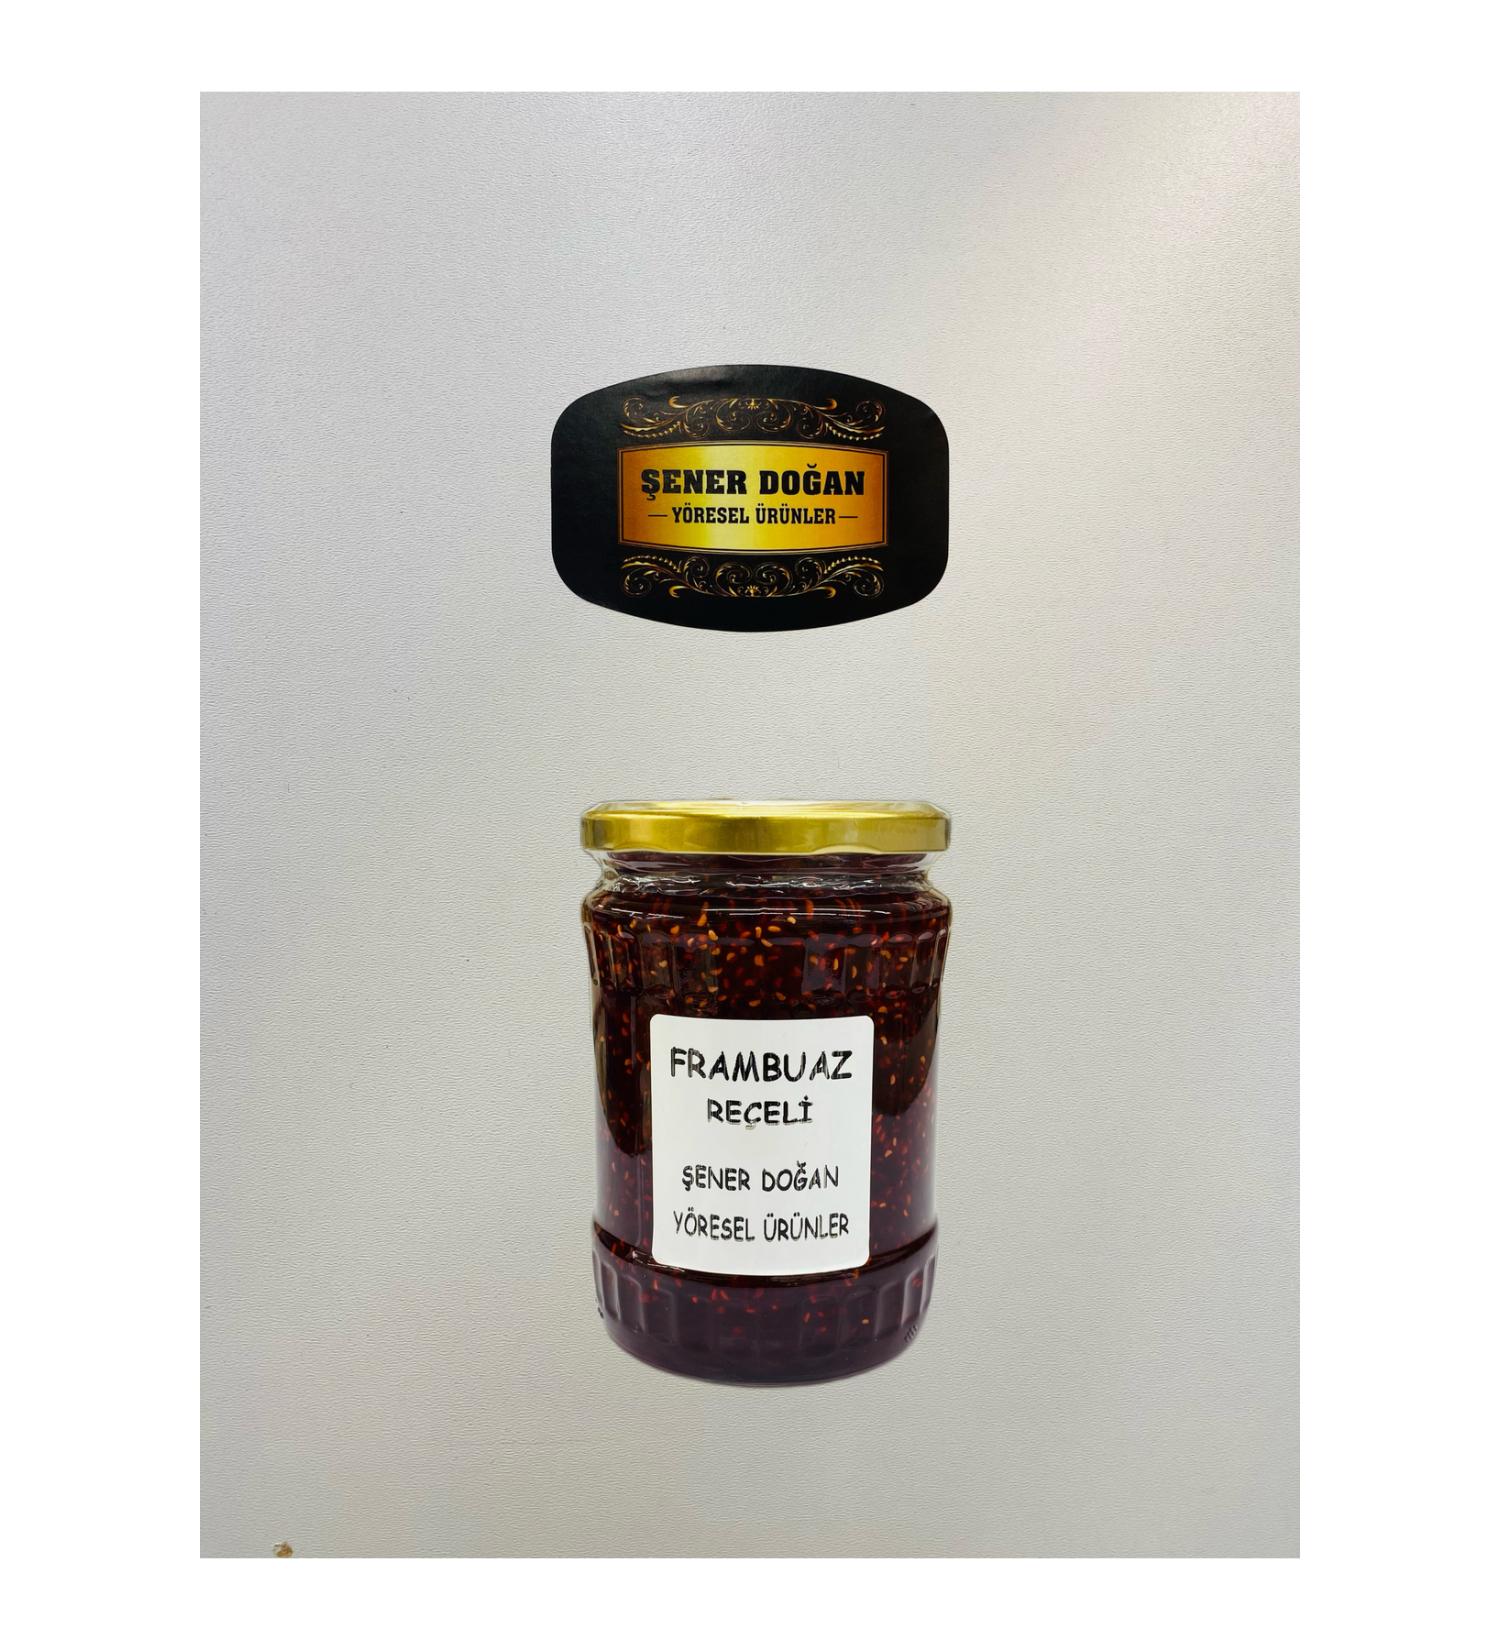 ŞENER DOĞAN
—YÖRESEL ÜRÜNLER—
FRAMBUAZ
REÇELİ
ŞENER DOĞAN
YÖRESEL ÜRÜNLER